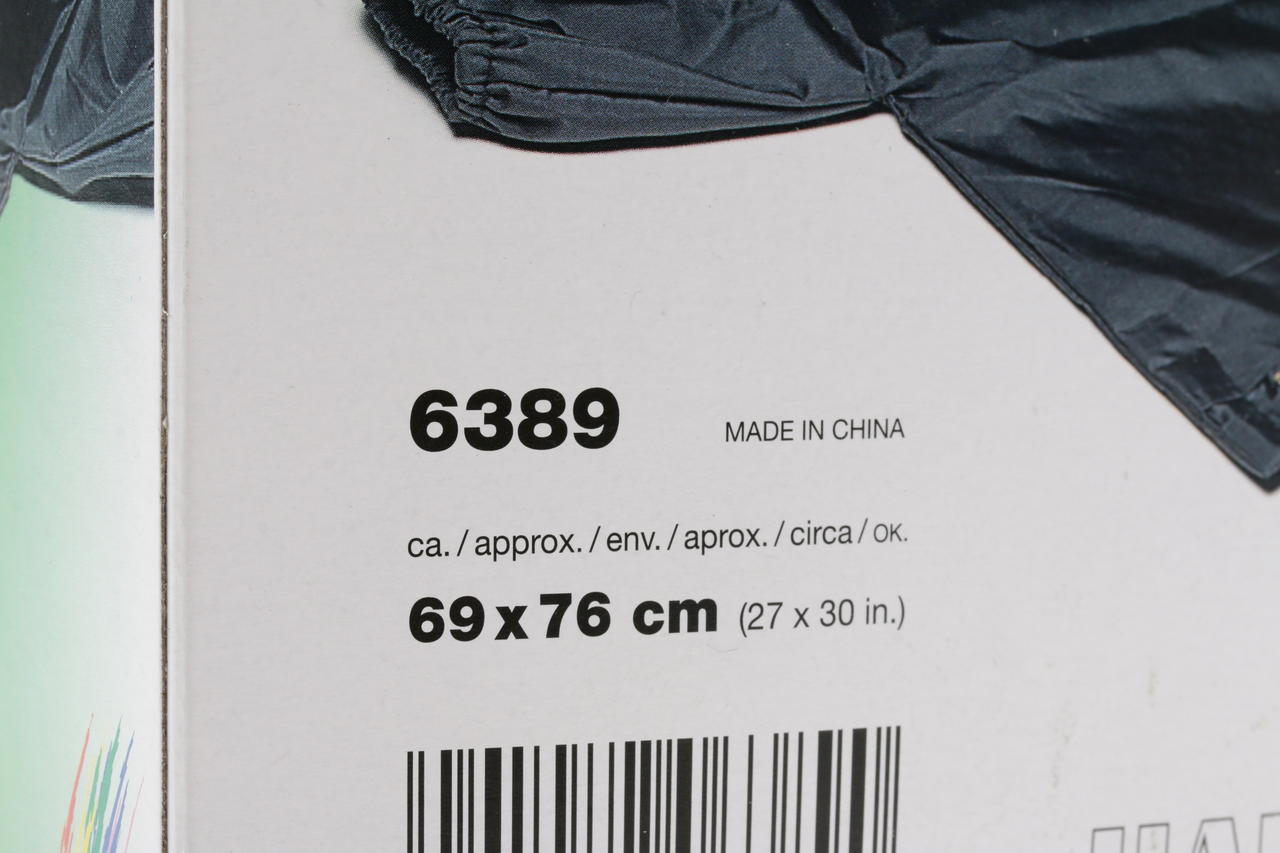 6389 MADE IN CHINA
ca. / approx. / env. / aprox. / circa / OK.
69 x 76 cm (27 x 30 in.)